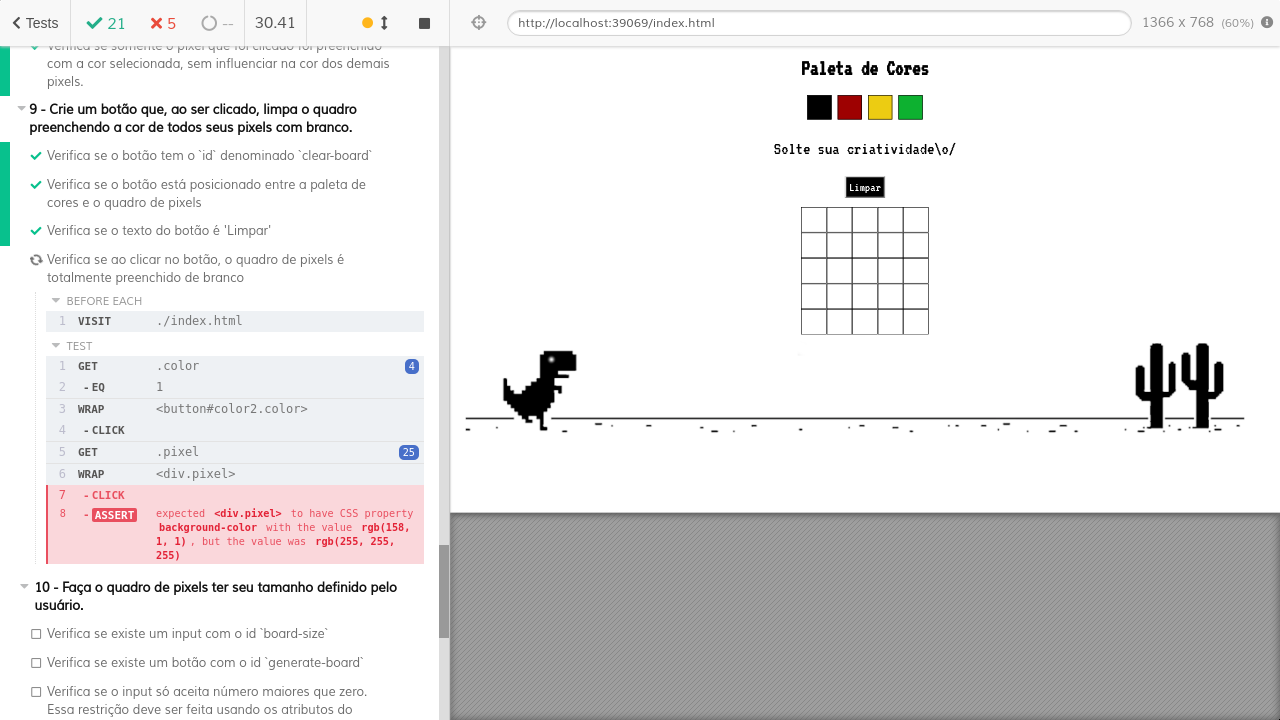 Tests
21
5
--
30.41
http://localhost:39069/index.html
1366 x 768 (60%)
Verifica se somente o pixel que foi clicado foi preenchido
com a cor selecionada, sem influenciar na cor dos demais
pixels.
9 - Crie um botão que, ao ser clicado, limpa o quadro
preenchendo a cor de todos seus pixels com branco.
Verifica se o botão tem o `id` denominado `clear-board`
Verifica se o botão está posicionado entre a paleta de
cores e o quadro de pixels
Verifica se o texto do botão é 'Limpar'
Verifica se ao clicar no botão, o quadro de pixels é
totalmente preenchido de branco
BEFORE EACH
1 VISIT ./index.html
TEST
1 GET .color 4
2 - EQ 1
3 WRAP <button#color2.color>
4 - CLICK
5 GET .pixel 25
6 WRAP <div.pixel>
7 - CLICK
8 - ASSERT expected <div.pixel> to have CSS property
background-color with the value rgb(158,
1, 1), but the value was rgb(255, 255,
255)
10 - Faça o quadro de pixels ter seu tamanho definido pelo
usuário.
Verifica se existe um input com o id `board-size`
Verifica se existe um botão com o id `generate-board`
Verifica se o input só aceita número maiores que zero.
Essa restrição deve ser feita usando os atributos do
Paleta de Cores
Solte sua criatividade\o/
Limpar